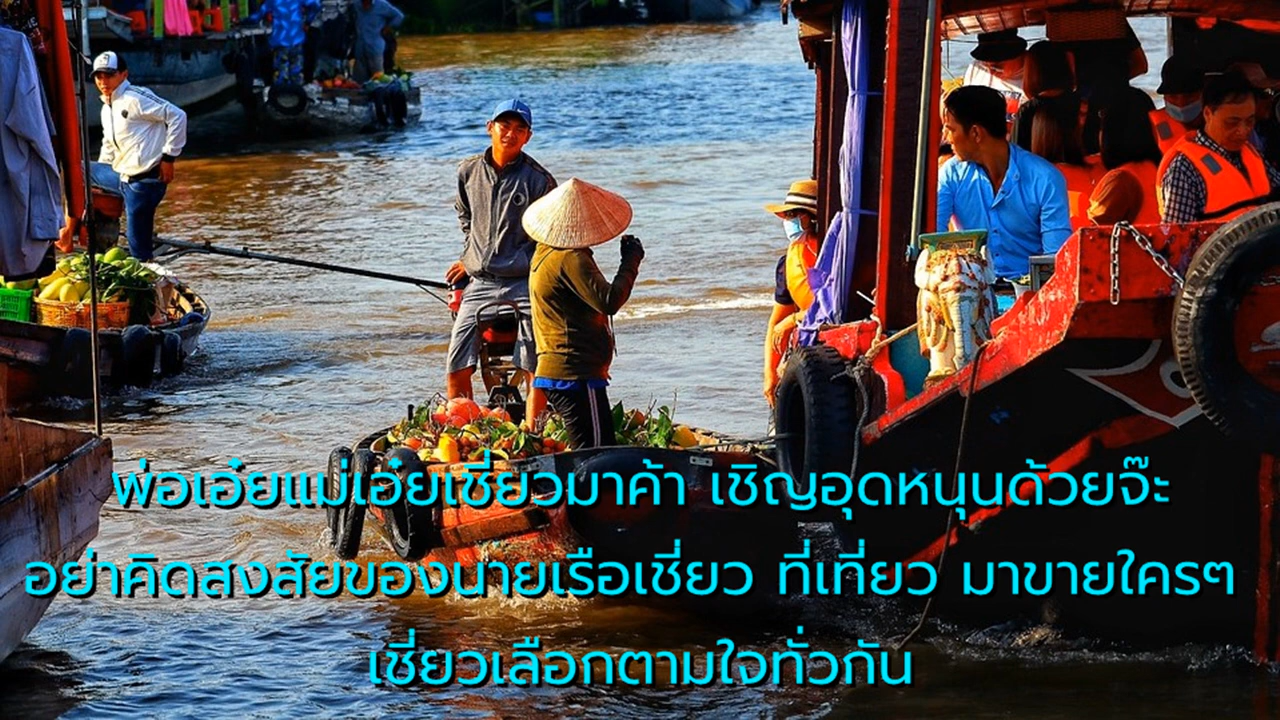 พ่อเอ๋ยแม่เอ๋ยเชี่ยวมาค้า เชิญอุดหนุนด้วยจ๊ะ
อย่าคิดสงสัยของนายเรือเชี่ยว ที่เที่ยว มาขายใครๆ
เชี่ยวเลือกตามใจทั่วกัน